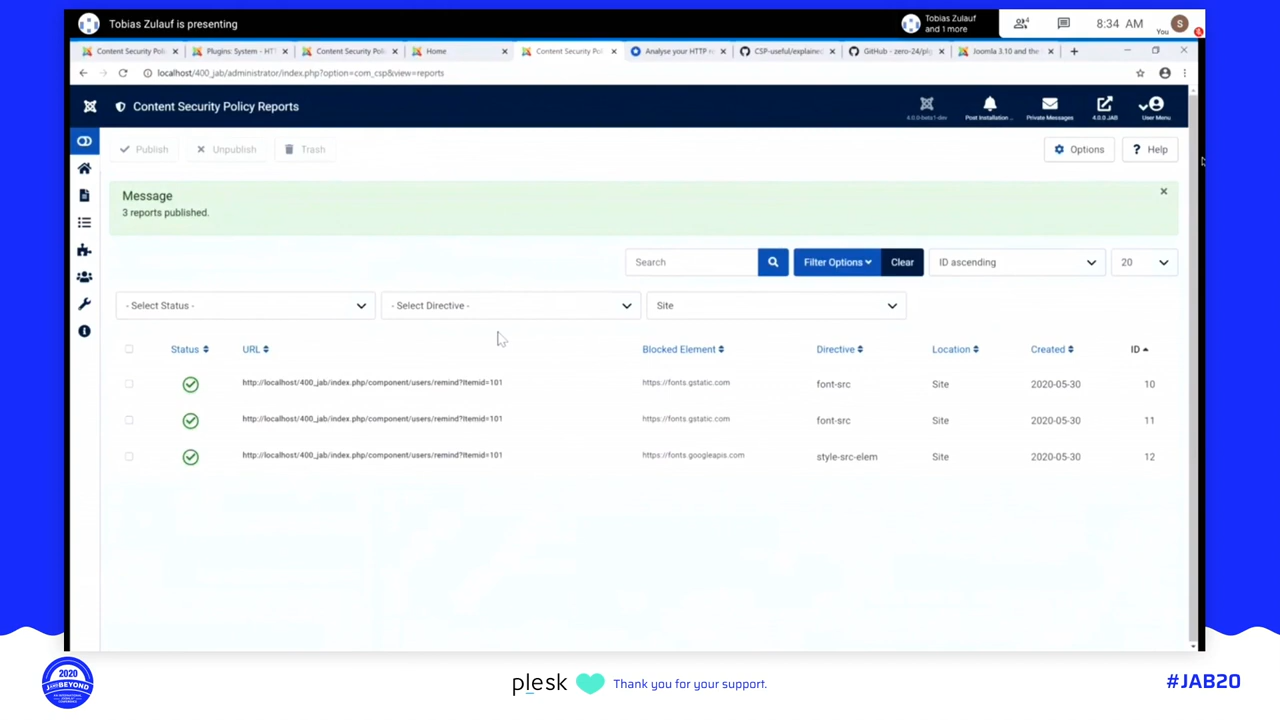 Tobias Zulauf is presenting
Tobias Zulauf
and 1 more
4
8:34 AM
You
S
Content Security Poli
Plugins: System - HT
Content Security Poli
Home
Content Security Po
Analyse your HTTP r
CSP-useful/explaine
GitHub - zero-24/plg
Joomla 3.10 and the
localhost/400_jab/administrator/index.php?option=com_csp&view=reports
Content Security Policy Reports
4.0.0-beta1-dev
Post Installation ...
Private Messages
4.0.0 JAB
User Menu
Publish
Unpublish
Trash
Options
? Help
Message
3 reports published.
Search
Filter Options
Clear
ID ascending
20
- Select Status -
- Select Directive -
Site
Status URL Blocked Element Directive Location Created ID
http://localhost/400_jab/index.php/component/users/remind?Itemid=101 https://fonts.gstatic.com font-src Site 2020-05-30 10
http://localhost/400_jab/index.php/component/users/remind?Itemid=101 https://fonts.gstatic.com font-src Site 2020-05-30 11
http://localhost/400_jab/index.php/component/users/remind?Itemid=101 https://fonts.googleapis.com style-src-elem Site 2020-05-30 12
2020
JANDBEYOND
plesk
Thank you for your support.
#JAB20